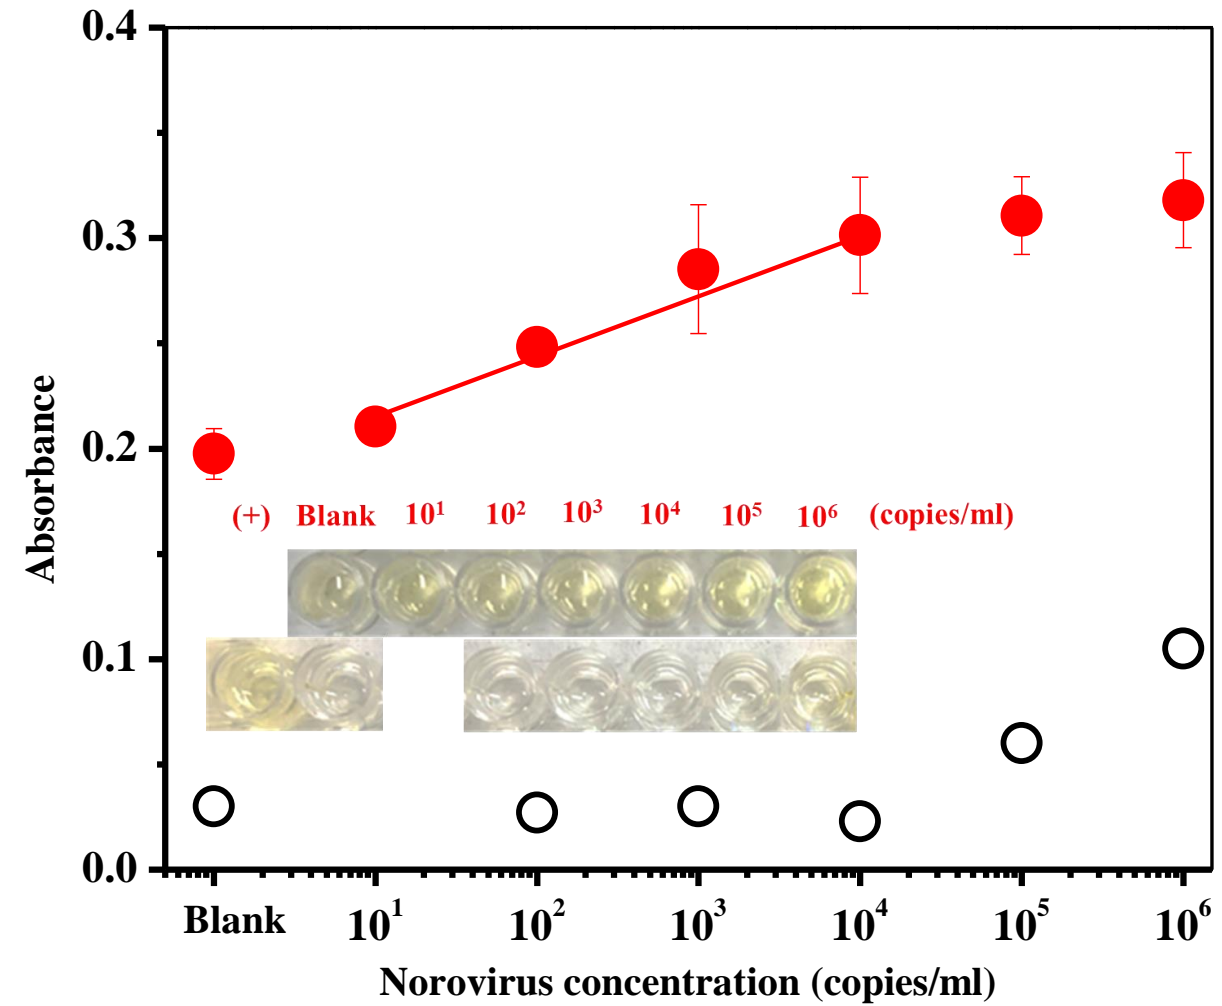 0.4
0.3
0.2
0.1
0.0
Absorbance
(+) Blank 10¹ 10² 10³ 10⁴ 10⁵ 10⁶ (copies/ml)
Blank 10¹ 10² 10³ 10⁴ 10⁵ 10⁶
Norovirus concentration (copies/ml)